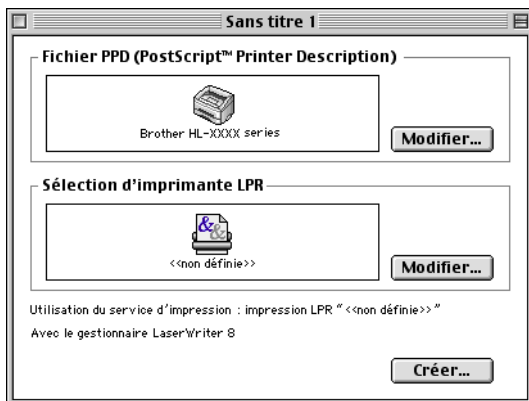 Sans titre 1
Fichier PPD (PostScript™ Printer Description)
Brother HL-XXXX series
Modifier...
Sélection d'imprimante LPR
&&
<<non définie>>
Modifier...
Utilisation du service d'impression : impression LPR "<<non définie>>"
Avec le gestionnaire LaserWriter 8
Créer...